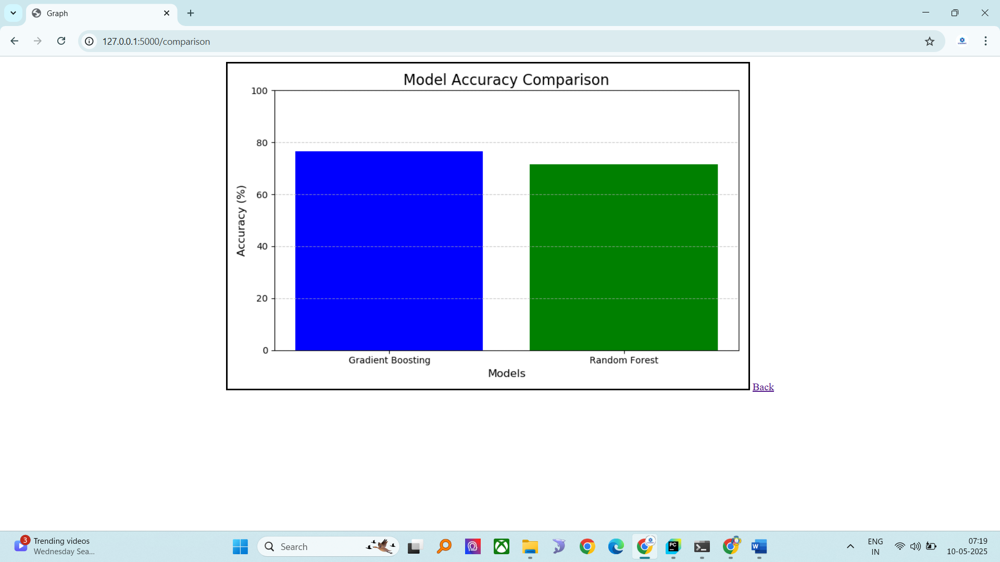 Graph
127.0.0.1:5000/comparison
Model Accuracy Comparison
100
80
60
40
20
0
Accuracy (%)
Gradient Boosting
Random Forest
Models
Back
3
Trending videos
Wednesday Sea...
Search
PC
W
ENG
IN
07:19
10-05-2025